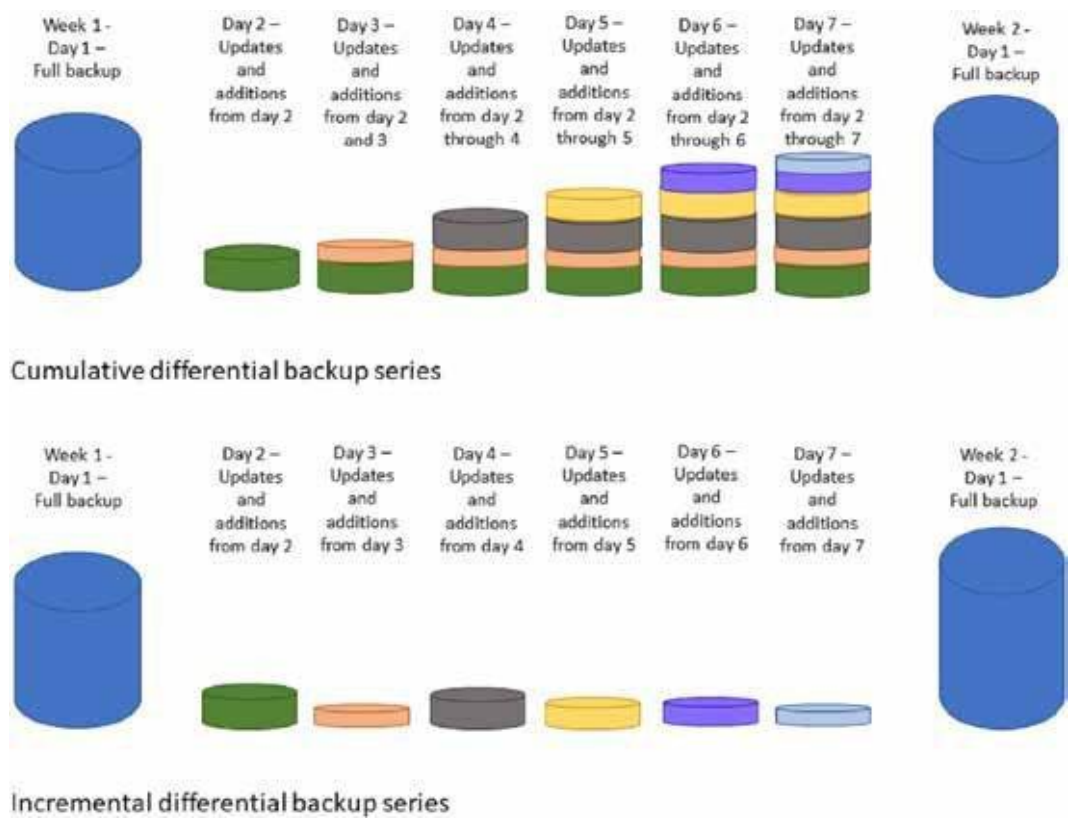 Week 1 -
Day 1 –
Full backup
Day 2 –
Updates
and
additions
from day 2
Day 3 –
Updates
and
additions
from day 2
and 3
Day 4 –
Updates
and
additions
from day 2
through 4
Day 5 –
Updates
and
additions
from day 2
through 5
Day 6 –
Updates
and
additions
from day 2
through 6
Day 7 –
Updates
and
additions
from day 2
through 7
Week 2 -
Day 1 –
Full backup
Cumulative differential backup series
Week 1 -
Day 1 –
Full backup
Day 2 –
Updates
and
additions
from day 2
Day 3 –
Updates
and
additions
from day 3
Day 4 –
Updates
and
additions
from day 4
Day 5 –
Updates
and
additions
from day 5
Day 6 –
Updates
and
additions
from day 6
Day 7 –
Updates
and
additions
from day 7
Week 2 -
Day 1 –
Full backup
Incremental differential backup series